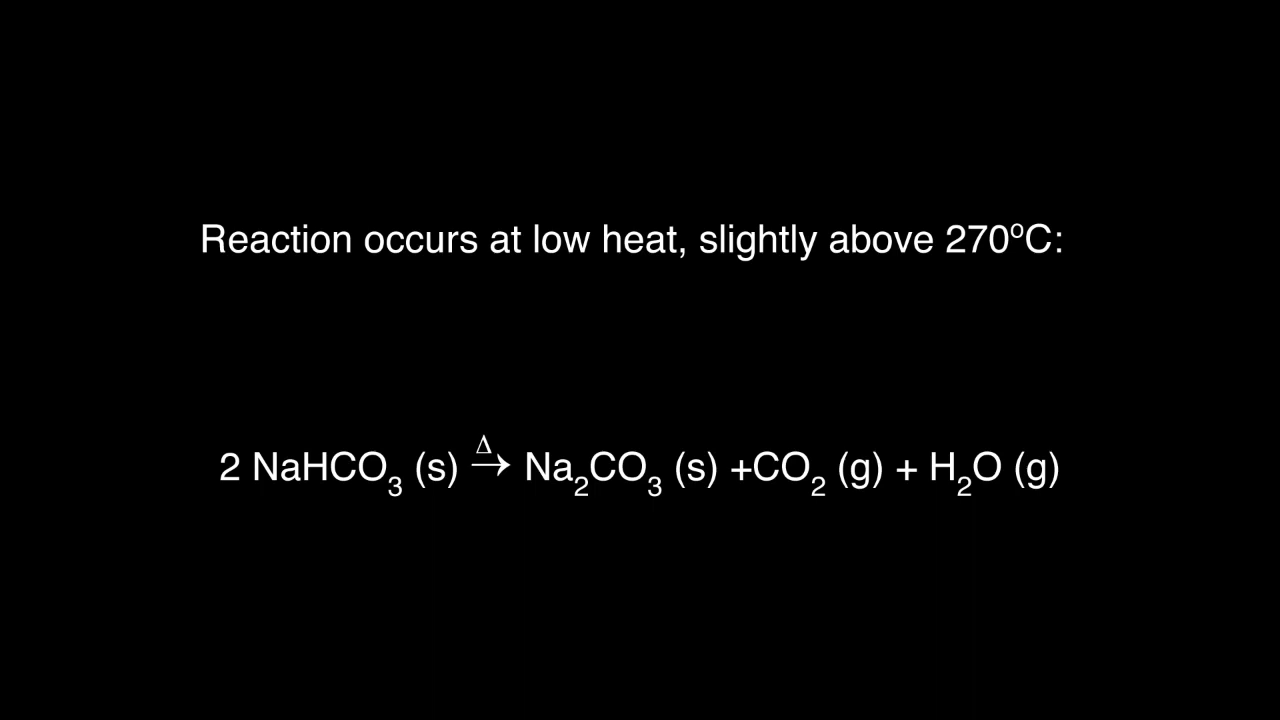 Reaction occurs at low heat, slightly above 270ºC:
2 NaHCO₃ (s) →Δ Na₂CO₃ (s) +CO₂ (g) + H₂O (g)